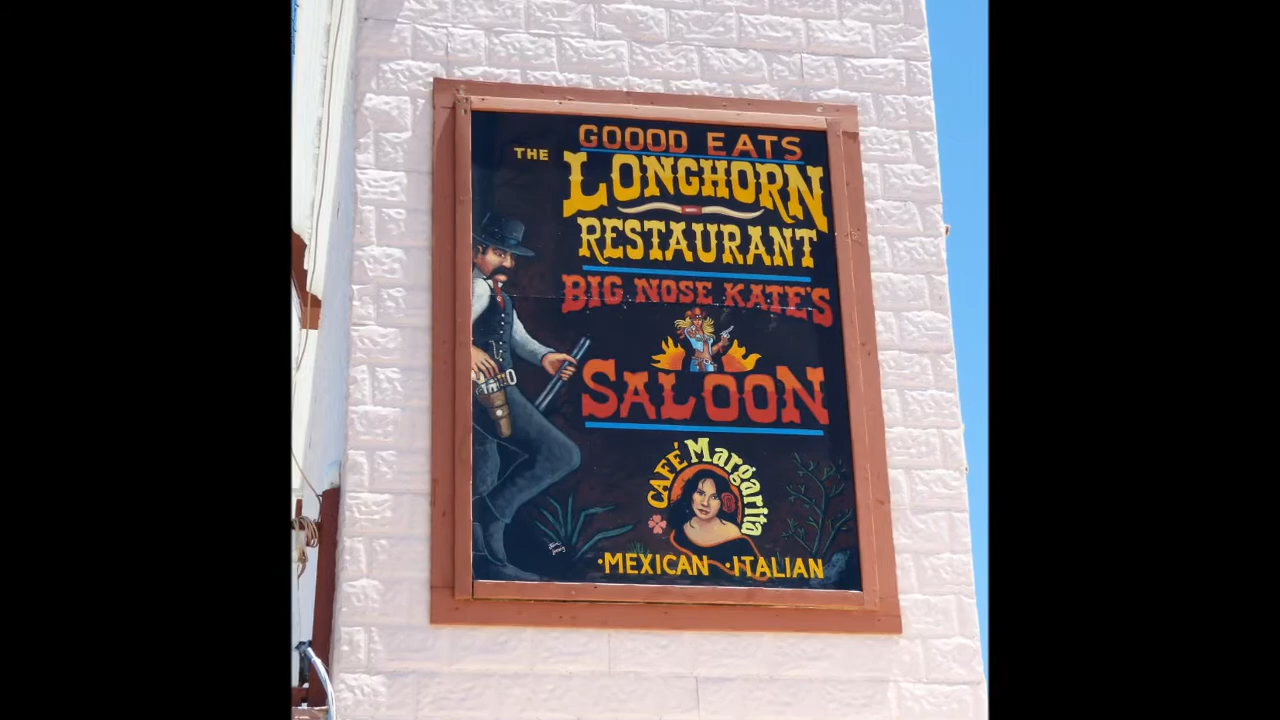 GOOOD EATS
THE LONGHORN
RESTAURANT
BIG NOSE KATE'S
SALOON
CAFÉ Margarita
·MEXICAN ·ITALIAN